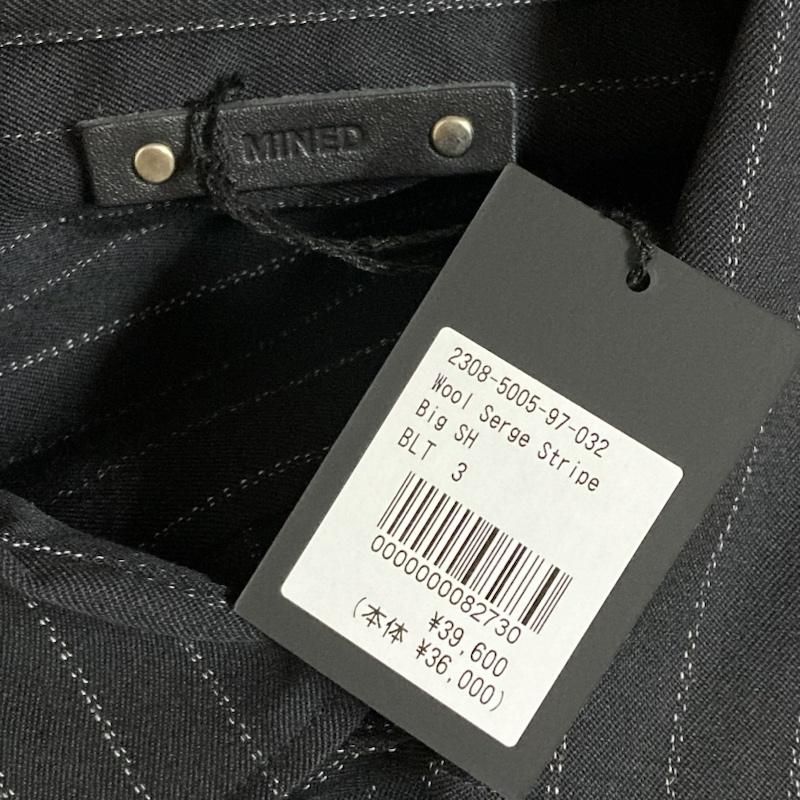 MINED
2308-5005-97-032
Wool Serge Stripe
Big SH
BLT 3
0000000082730
¥39,600
(本体 ¥36,000)